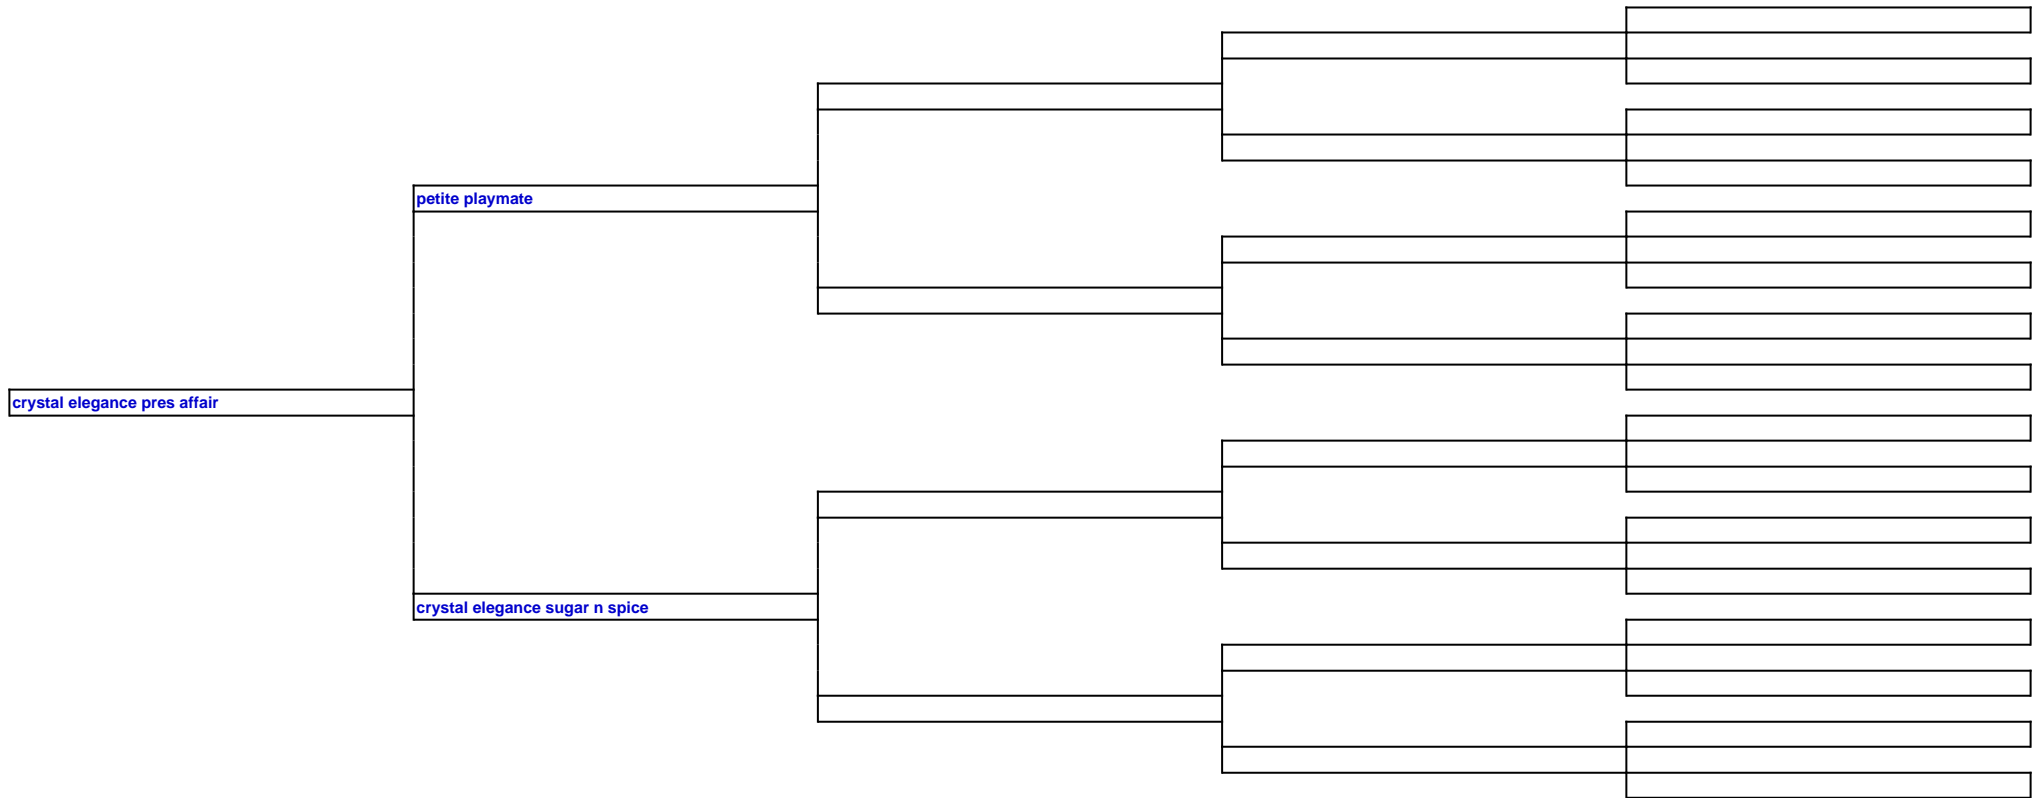 petite playmate
crystal elegance pres affair
crystal elegance sugar n spice